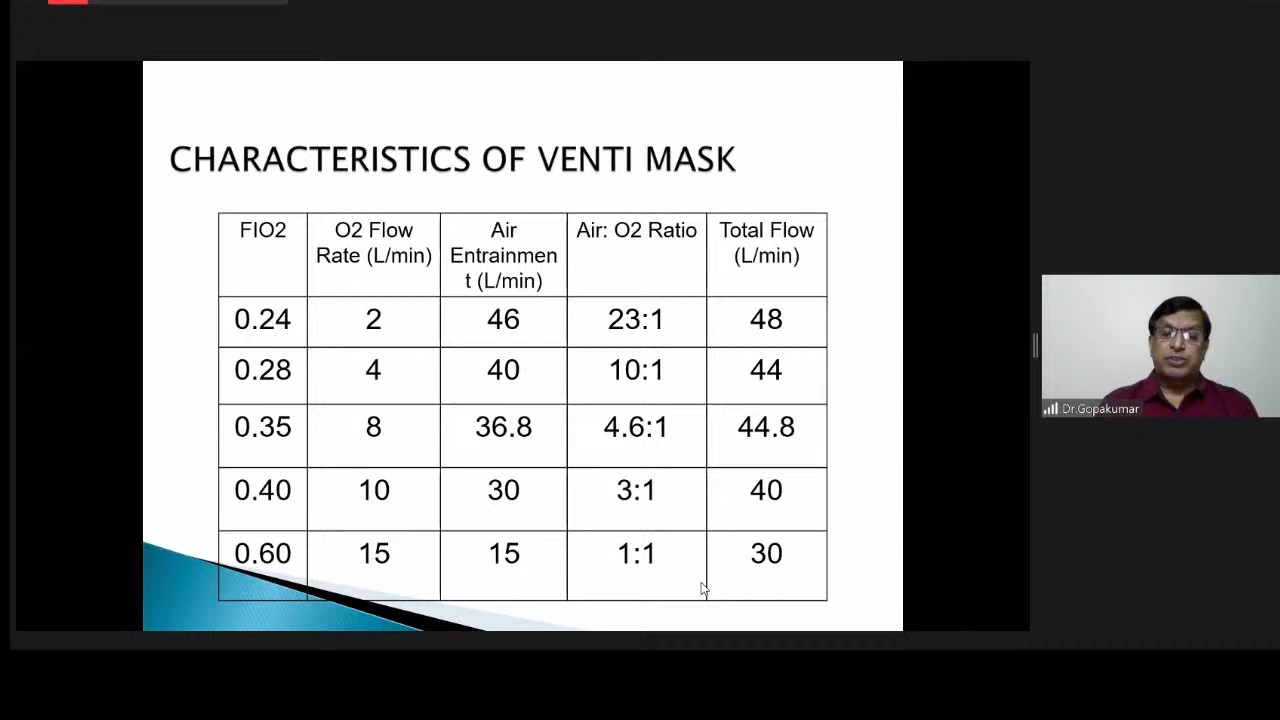 CHARACTERISTICS OF VENTI MASK
FIO2 O2 Flow Rate (L/min) Air Entrainmen t (L/min) Air: O2 Ratio Total Flow (L/min)
0.24 2 46 23:1 48
0.28 4 40 10:1 44
0.35 8 36.8 4.6:1 44.8
0.40 10 30 3:1 40
0.60 15 15 1:1 30
Dr.Gopakumar